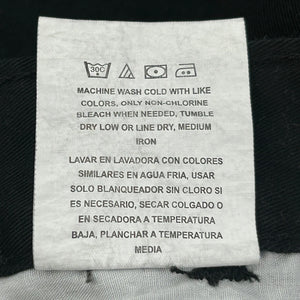 30C
MACHINE WASH COLD WITH LIKE
COLORS, ONLY NON-CHLORINE
BLEACH WHEN NEEDED, TUMBLE
DRY LOW OR LINE DRY, MEDIUM
IRON
LAVAR EN LAVADORA CON COLORES
SIMILARES EN AGUA FRIA, USAR
SOLO BLANQUEADOR SIN CLORO SI
ES NECESARIO, SECAR COLGADO O
EN SECADORA A TEMPERATURA
BAJA, PLANCHAR A TEMPERATURA
MEDIA